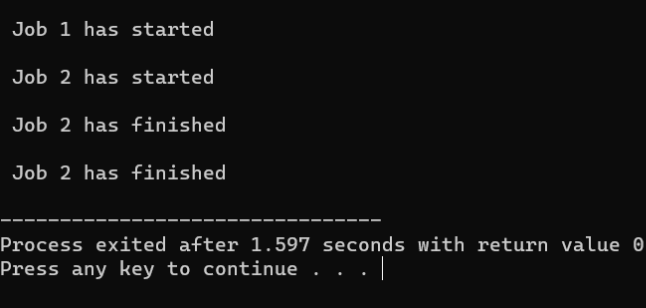 Job 1 has started
Job 2 has started
Job 2 has finished
Job 2 has finished
--------------------------------
Process exited after 1.597 seconds with return value 0
Press any key to continue . . .